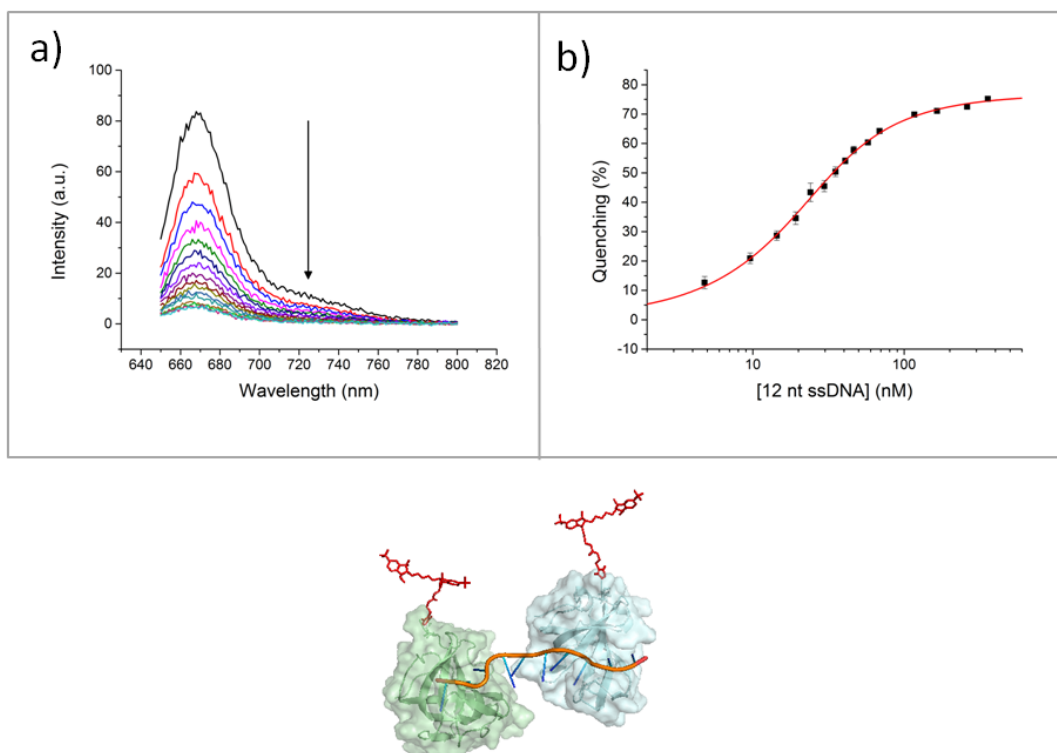 a)
100
80
60
40
20
0
Intensity (a.u.)
640 660 680 700 720 740 760 780 800 820
Wavelength (nm)
b)
80
70
60
50
40
30
20
10
0
-10
Quenching (%)
10 100
[12 nt ssDNA] (nM)